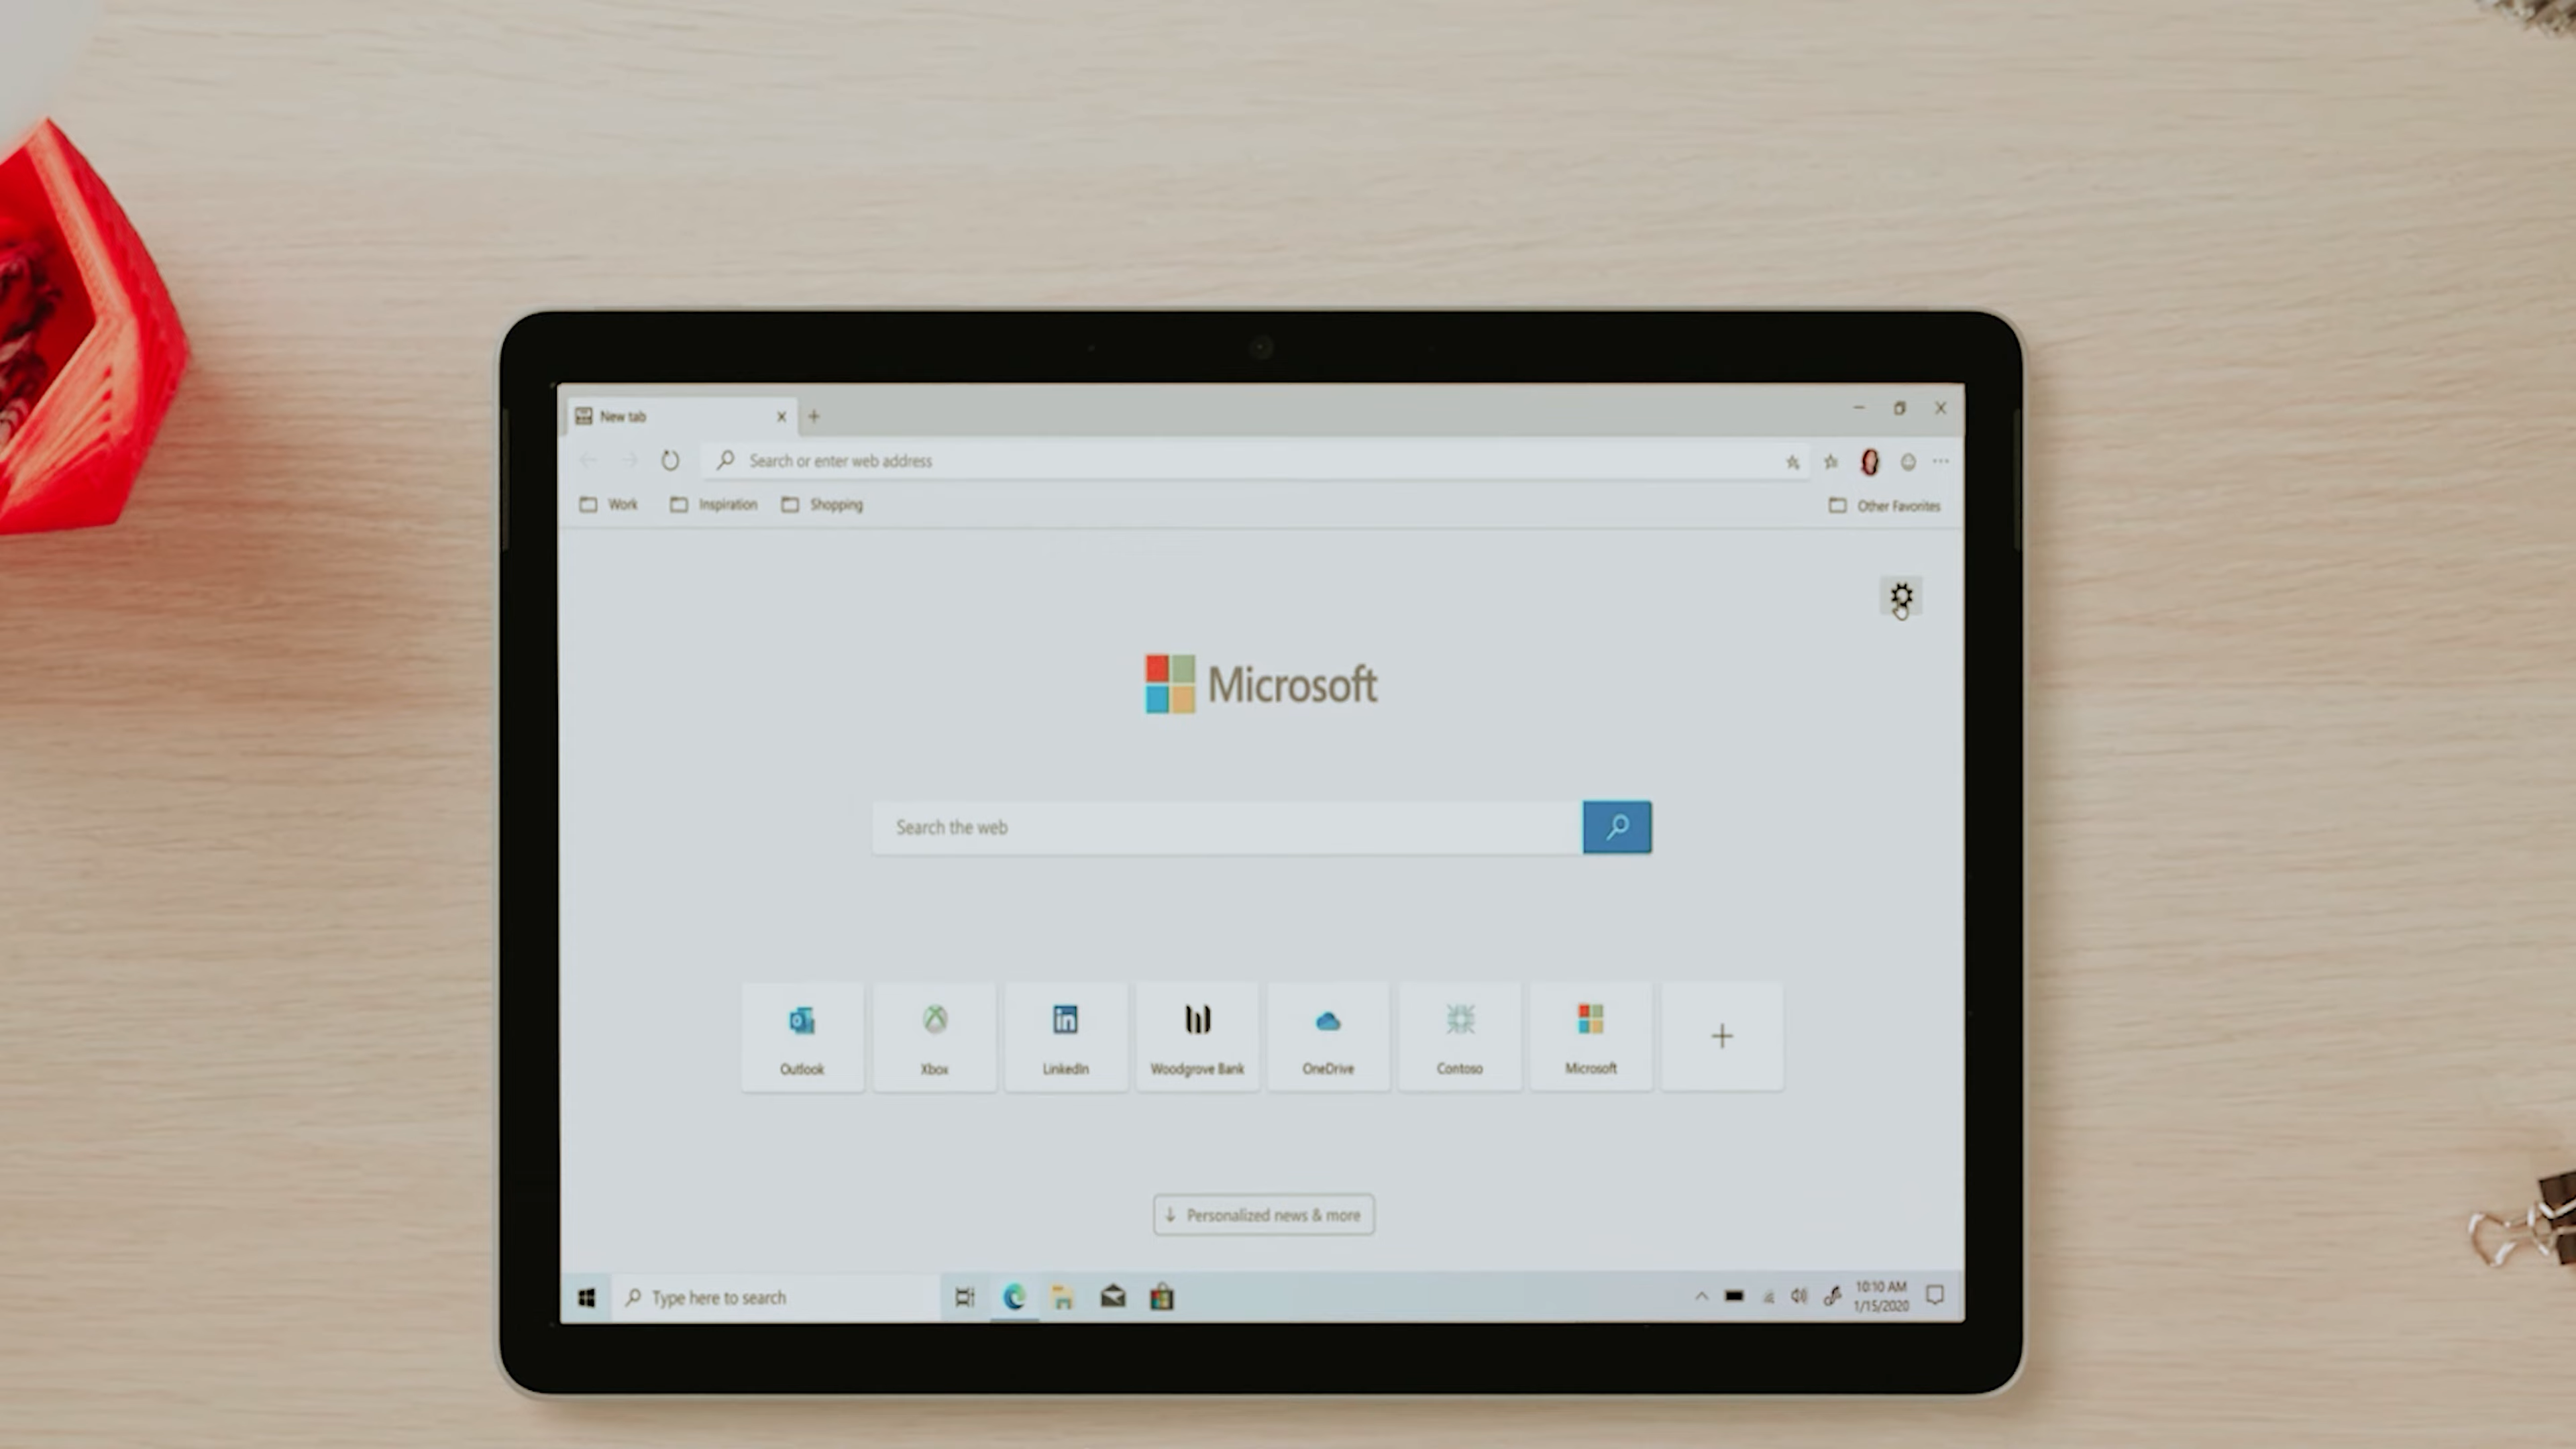 New tab
Search or enter web address
Work Inspiration Shopping Other Favorites
Microsoft
Search the web
Outlook Xbox LinkedIn Woodgrove Bank OneDrive Contoso Microsoft
Personalized news & more
Type here to search
10:10 AM
1/15/2020